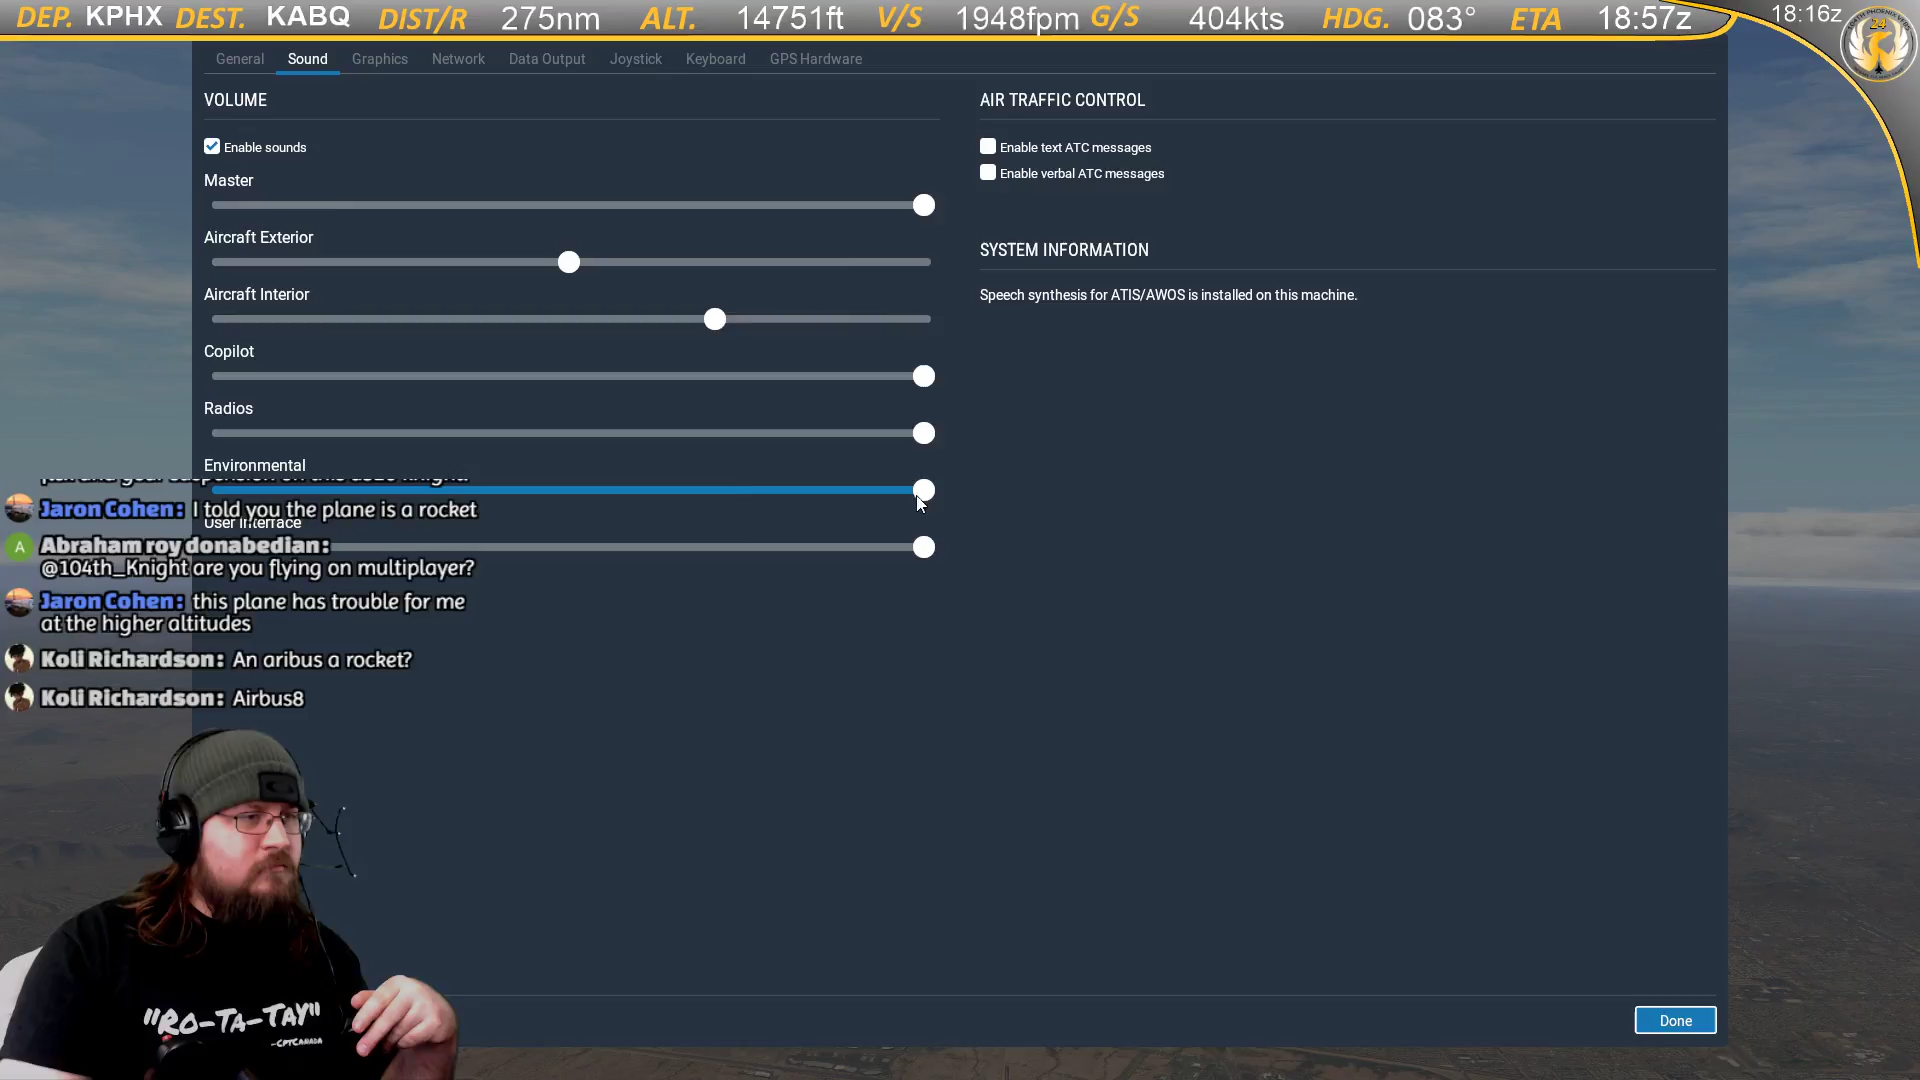 DEP. KPHX DEST. KABQ DIST/R 275nm ALT. 14751ft V/S 1948fpm G/S 404kts HDG. 083° ETA 18:57z 18:16z
24
General Sound Graphics Network Data Output Joystick Keyboard GPS Hardware
VOLUME
Enable sounds
Master
Aircraft Exterior
Aircraft Interior
Copilot
Radios
Environmental
User Interface
AIR TRAFFIC CONTROL
Enable text ATC messages
Enable verbal ATC messages
SYSTEM INFORMATION
Speech synthesis for ATIS/AWOS is installed on this machine.
Jaron Cohen: I told you the plane is a rocket
A Abraham roy donabedian:
@104th_Knight are you flying on multiplayer?
Jaron Cohen: this plane has trouble for me
at the higher altitudes
Koli Richardson: An aribus a rocket?
Koli Richardson: Airbus8
"RO-TA-TAY"
-CPTCANADA
Done